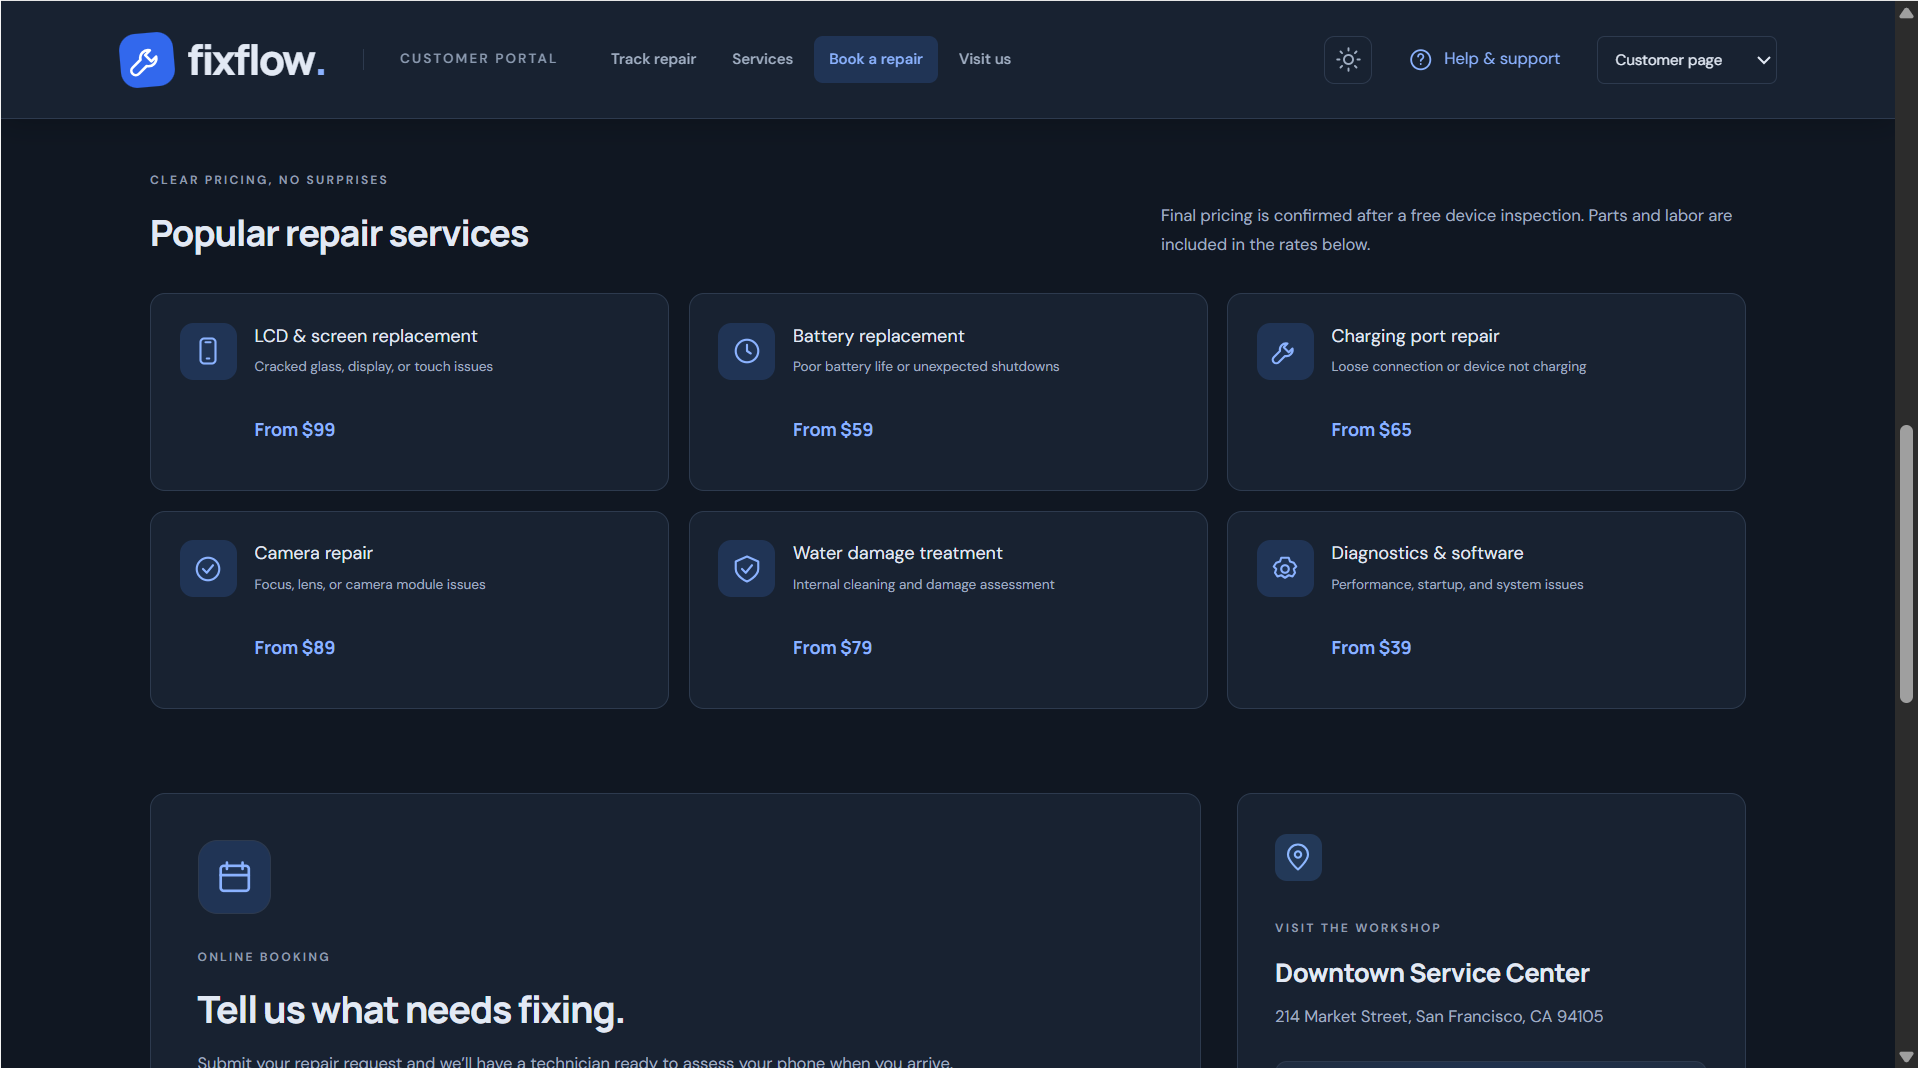 fixflow.
CUSTOMER PORTAL
Track repair
Services
Book a repair
Visit us
Help & support
Customer page
CLEAR PRICING, NO SURPRISES
Popular repair services
Final pricing is confirmed after a free device inspection. Parts and labor are
included in the rates below.
LCD & screen replacement
Cracked glass, display, or touch issues
From $99
Battery replacement
Poor battery life or unexpected shutdowns
From $59
Charging port repair
Loose connection or device not charging
From $65
Camera repair
Focus, lens, or camera module issues
From $89
Water damage treatment
Internal cleaning and damage assessment
From $79
Diagnostics & software
Performance, startup, and system issues
From $39
ONLINE BOOKING
Tell us what needs fixing.
Submit your repair request and we'll have a technician ready to assess your phone when you arrive.
VISIT THE WORKSHOP
Downtown Service Center
214 Market Street, San Francisco, CA 94105